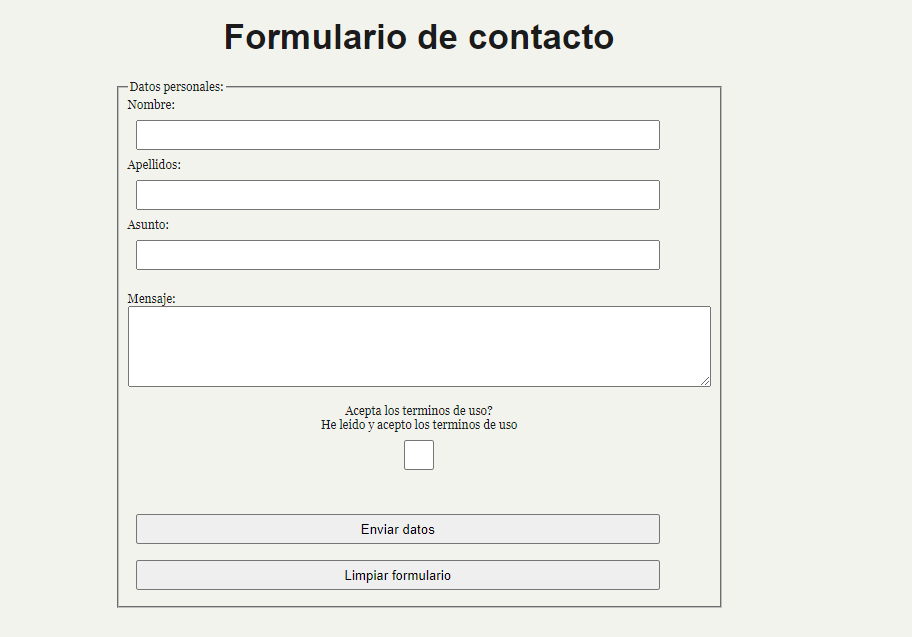 Formulario de contacto
Datos personales:
Nombre:
Apellidos:
Asunto:
Mensaje:
Acepta los terminos de uso?
He leido y acepto los terminos de uso
Enviar datos
Limpiar formulario